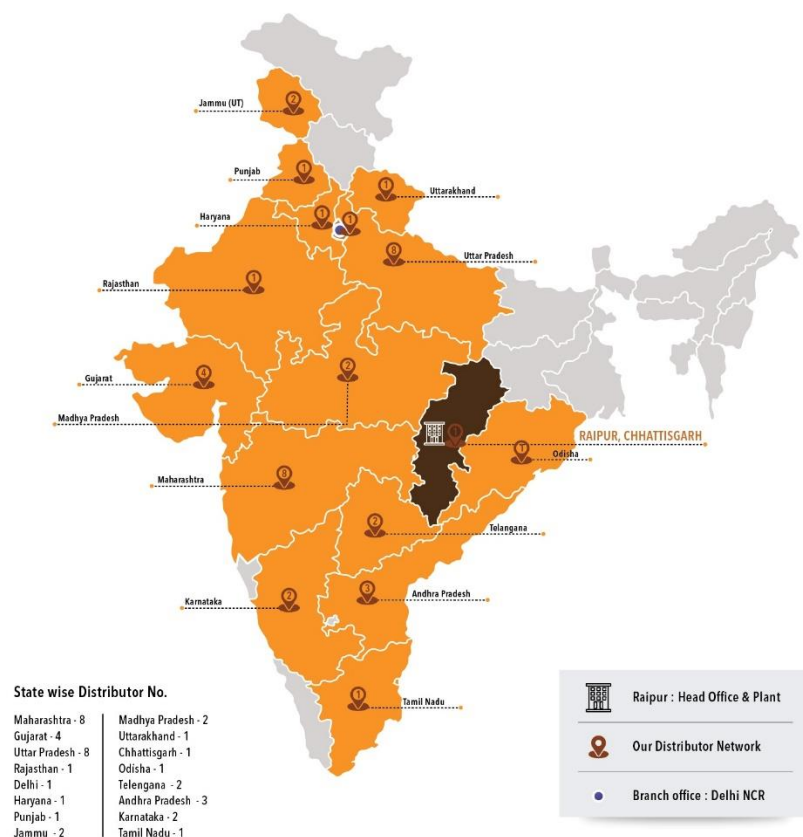 2
Jammu (UT)
1
Punjab
1
Uttarakhand
1
Haryana
1
8
Uttar Pradesh
1
Rajasthan
4
Gujarat
2
Madhya Pradesh
1
RAIPUR, CHHATTISGARH
1
Odisha
8
Maharashtra
2
Telangana
3
Andhra Pradesh
2
Karnataka
1
Tamil Nadu
State wise Distributor No.
Maharashtra - 8
Gujarat - 4
Uttar Pradesh - 8
Rajasthan - 1
Delhi - 1
Haryana - 1
Punjab - 1
Jammu - 2
Madhya Pradesh - 2
Uttarakhand - 1
Chhattisgarh - 1
Odisha - 1
Telengana - 2
Andhra Pradesh - 3
Karnataka - 2
Tamil Nadu - 1
Raipur : Head Office & Plant
Our Distributor Network
Branch office : Delhi NCR